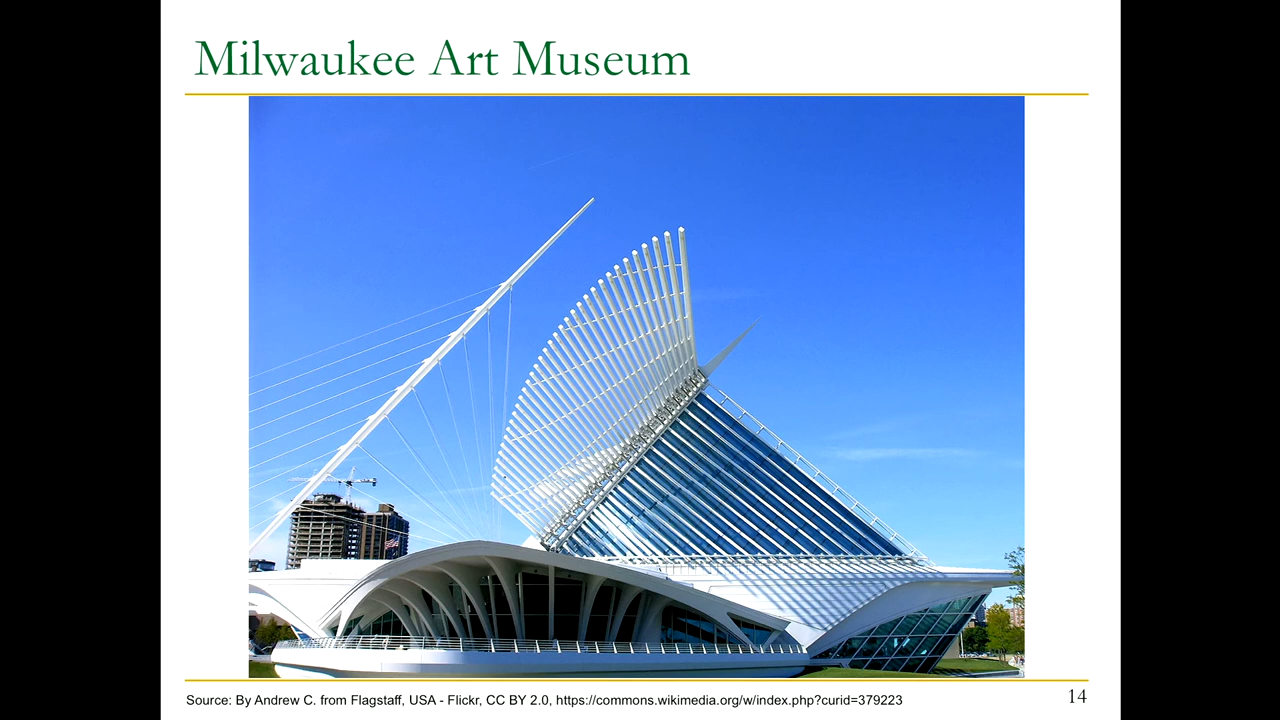 Milwaukee Art Museum
Source: By Andrew C. from Flagstaff, USA - Flickr, CC BY 2.0, https://commons.wikimedia.org/w/index.php?curid=379223
14